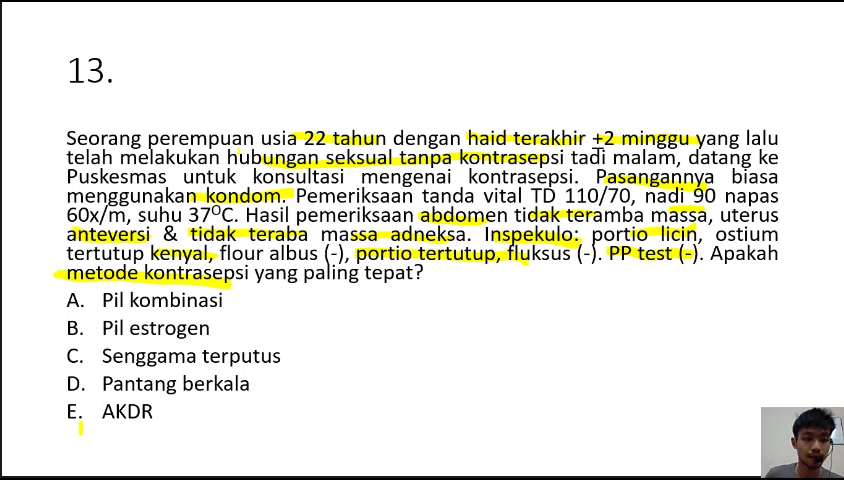 13.
Seorang perempuan usia 22 tahun dengan haid terakhir +2 minggu yang lalu
telah melakukan hubungan seksual tanpa kontrasepsi tadi malam, datang ke
Puskesmas untuk konsultasi mengenai kontrasepsi. Pasangannya biasa
menggunakan kondom. Pemeriksaan tanda vital TD 110/70, nadi 90 napas
60x/m, suhu 37⁰C. Hasil pemeriksaan abdomen tidak teramba massa, uterus
anteversi & tidak teraba massa adneksa. Inspekulo: portio licin, ostium
tertutup kenyal, flour albus (-), portio tertutup, fluksus (-). PP test (-). Apakah
metode kontrasepsi yang paling tepat?
A. Pil kombinasi
B. Pil estrogen
C. Senggama terputus
D. Pantang berkala
E. AKDR